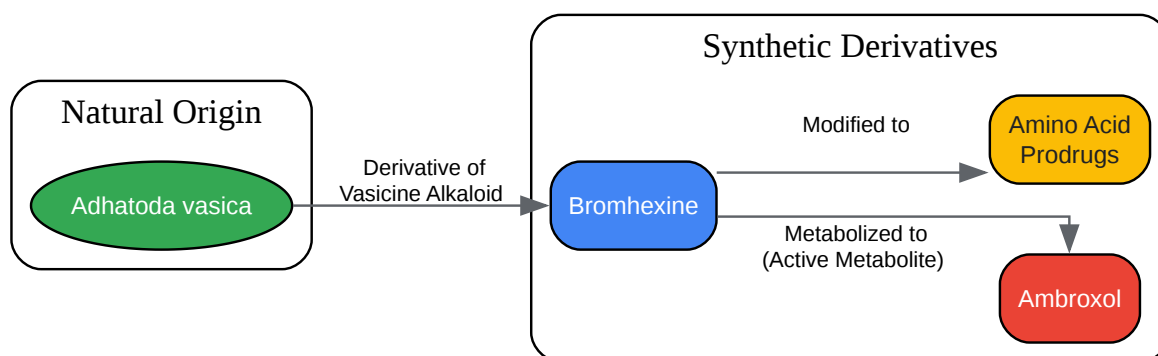 Synthetic Derivatives
Natural Origin
Adhatoda vasica
Derivative of
Vasicine Alkaloid
Bromhexine
Modified to
Amino Acid
Prodrugs
Metabolized to
(Active Metabolite)
Ambroxol